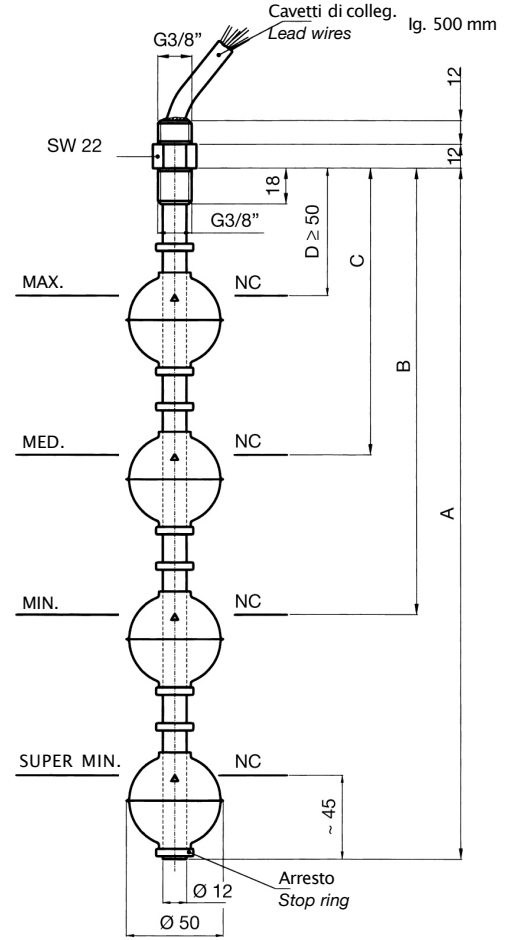 Cavetti di colleg.
Lead wires
lg. 500 mm
G3/8”
12
SW 22
12
18
G3/8”
D ≥ 50
C
B
A
MAX.
NC
MED.
NC
MIN.
NC
SUPER MIN.
NC
~ 45
Arresto
Stop ring
Ø 12
Ø 50